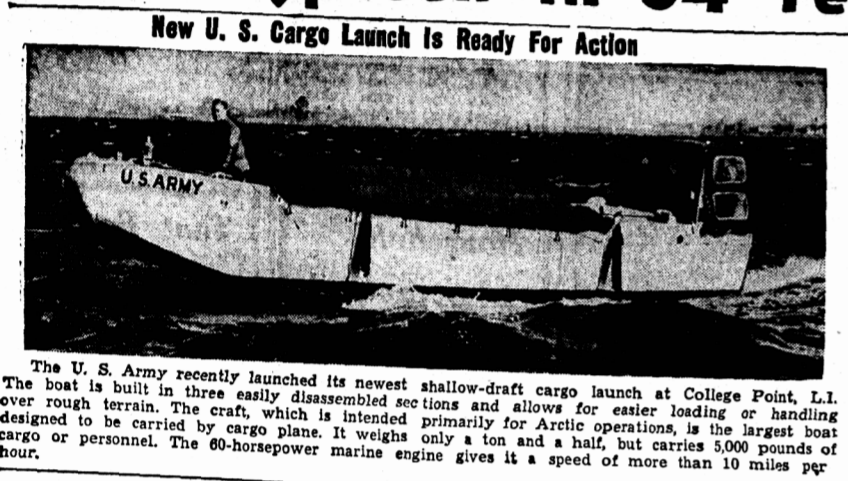 in 64
New U. S. Cargo Launch Is Ready For Action
U.S. ARMY
The U. S. Army recently launched its newest shallow-draft cargo launch at College Point, L.I.
The boat is built in three easily disassembled sections and allows for easier loading or handling
over rough terrain. The craft, which is intended primarily for Arctic operations, is the largest boat
designed to be carried by cargo plane. It weighs only a ton and a half, but carries 5,000 pounds of
cargo or personnel. The 60-horsepower marine engine gives it a speed of more than 10 miles per
hour.